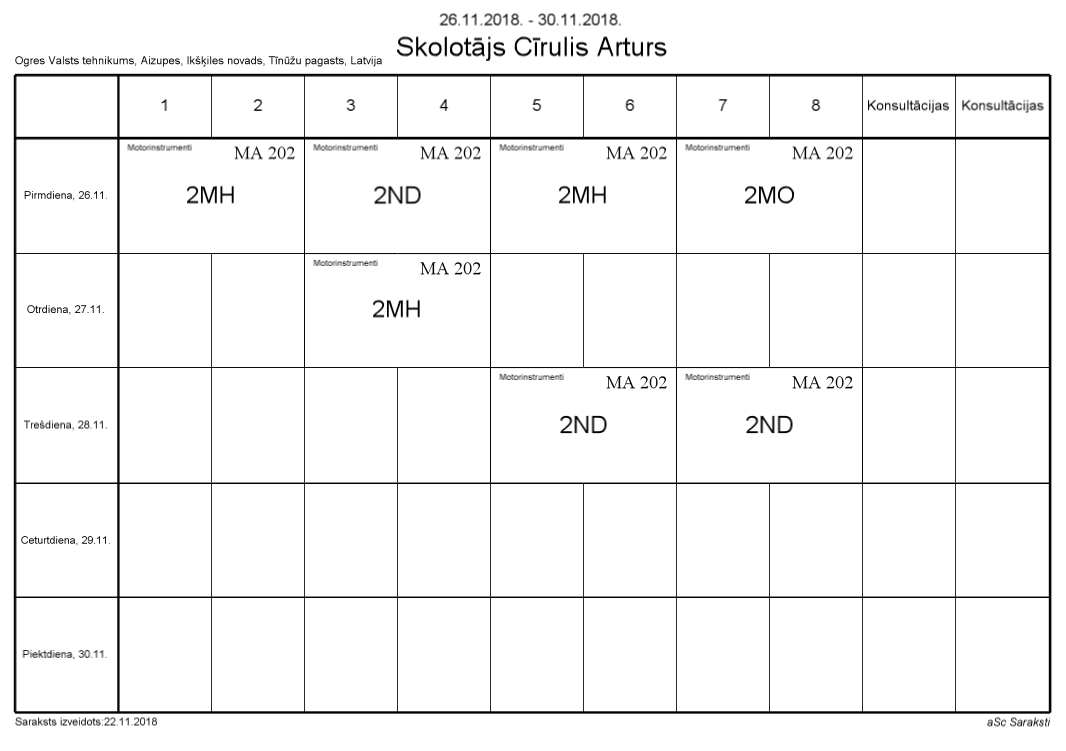 26.11.2018. - 30.11.2018.
Skolotājs Cīrulis Arturs
Ogres Valsts tehnikums, Aizupes, Ikšķiles novads, Tīnūžu pagasts, Latvija
1 2 3 4 5 6 7 8 Konsultācijas Konsultācijas
Motorinstrumenti MA 202 Motorinstrumenti MA 202 Motorinstrumenti MA 202 Motorinstrumenti MA 202
Pirmdiena, 26.11. 2MH 2ND 2MH 2MO
Motorinstrumenti MA 202
Otrdiena, 27.11. 2MH
Motorinstrumenti MA 202 Motorinstrumenti MA 202
Trešdiena, 28.11. 2ND 2ND
Ceturtdiena, 29.11.
Piektdiena, 30.11.
Saraksts izveidots:22.11.2018 aSc Saraksti